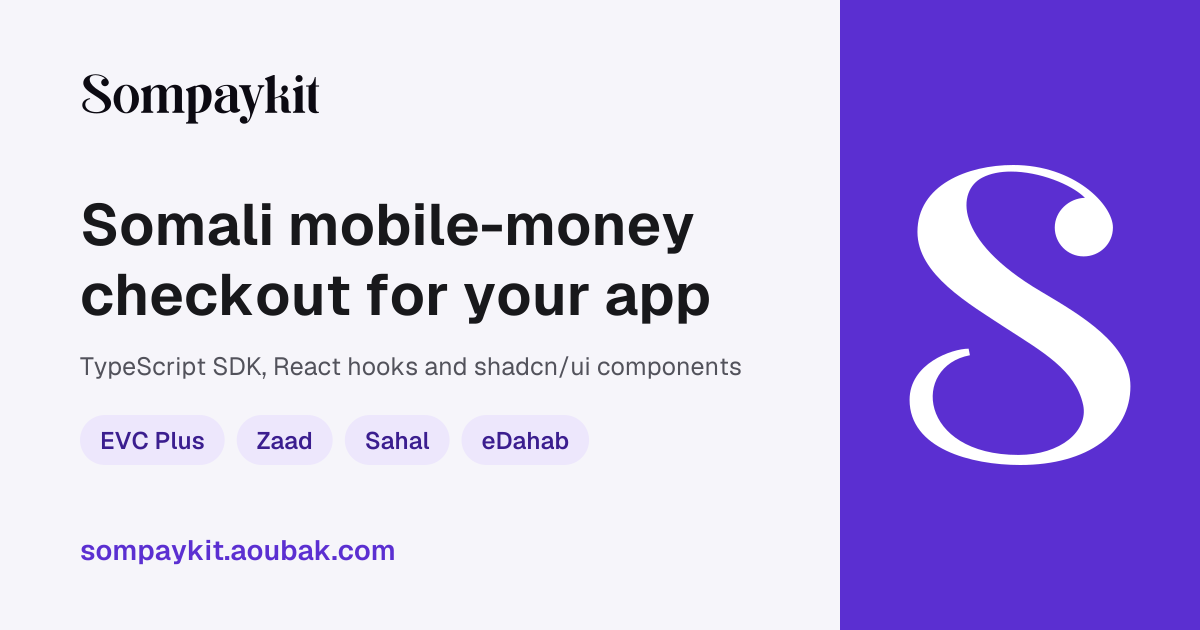 Sompaykit
Somali mobile-money
checkout for your app
TypeScript SDK, React hooks and shadcn/ui components
EVC Plus
Zaad
Sahal
eDahab
sompaykit.aoubak.com
S